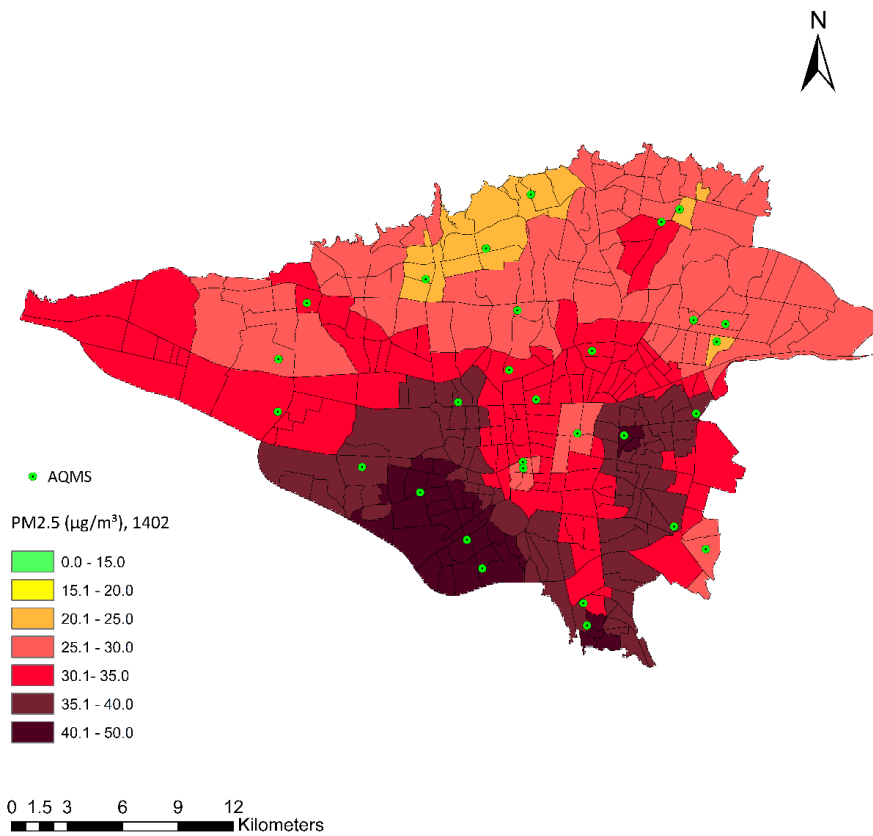 N
AQMS
PM2.5 (µg/m³), 1402
0.0 - 15.0
15.1 - 20.0
20.1 - 25.0
25.1 - 30.0
30.1- 35.0
35.1 - 40.0
40.1 - 50.0
0 1.5 3 6 9 12
Kilometers